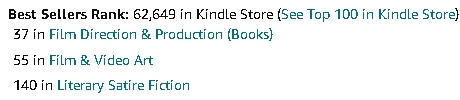 Best Sellers Rank: 62,649 in Kindle Store (See Top 100 in Kindle Store)
37 in Film Direction & Production (Books)
55 in Film & Video Art
140 in Literary Satire Fiction